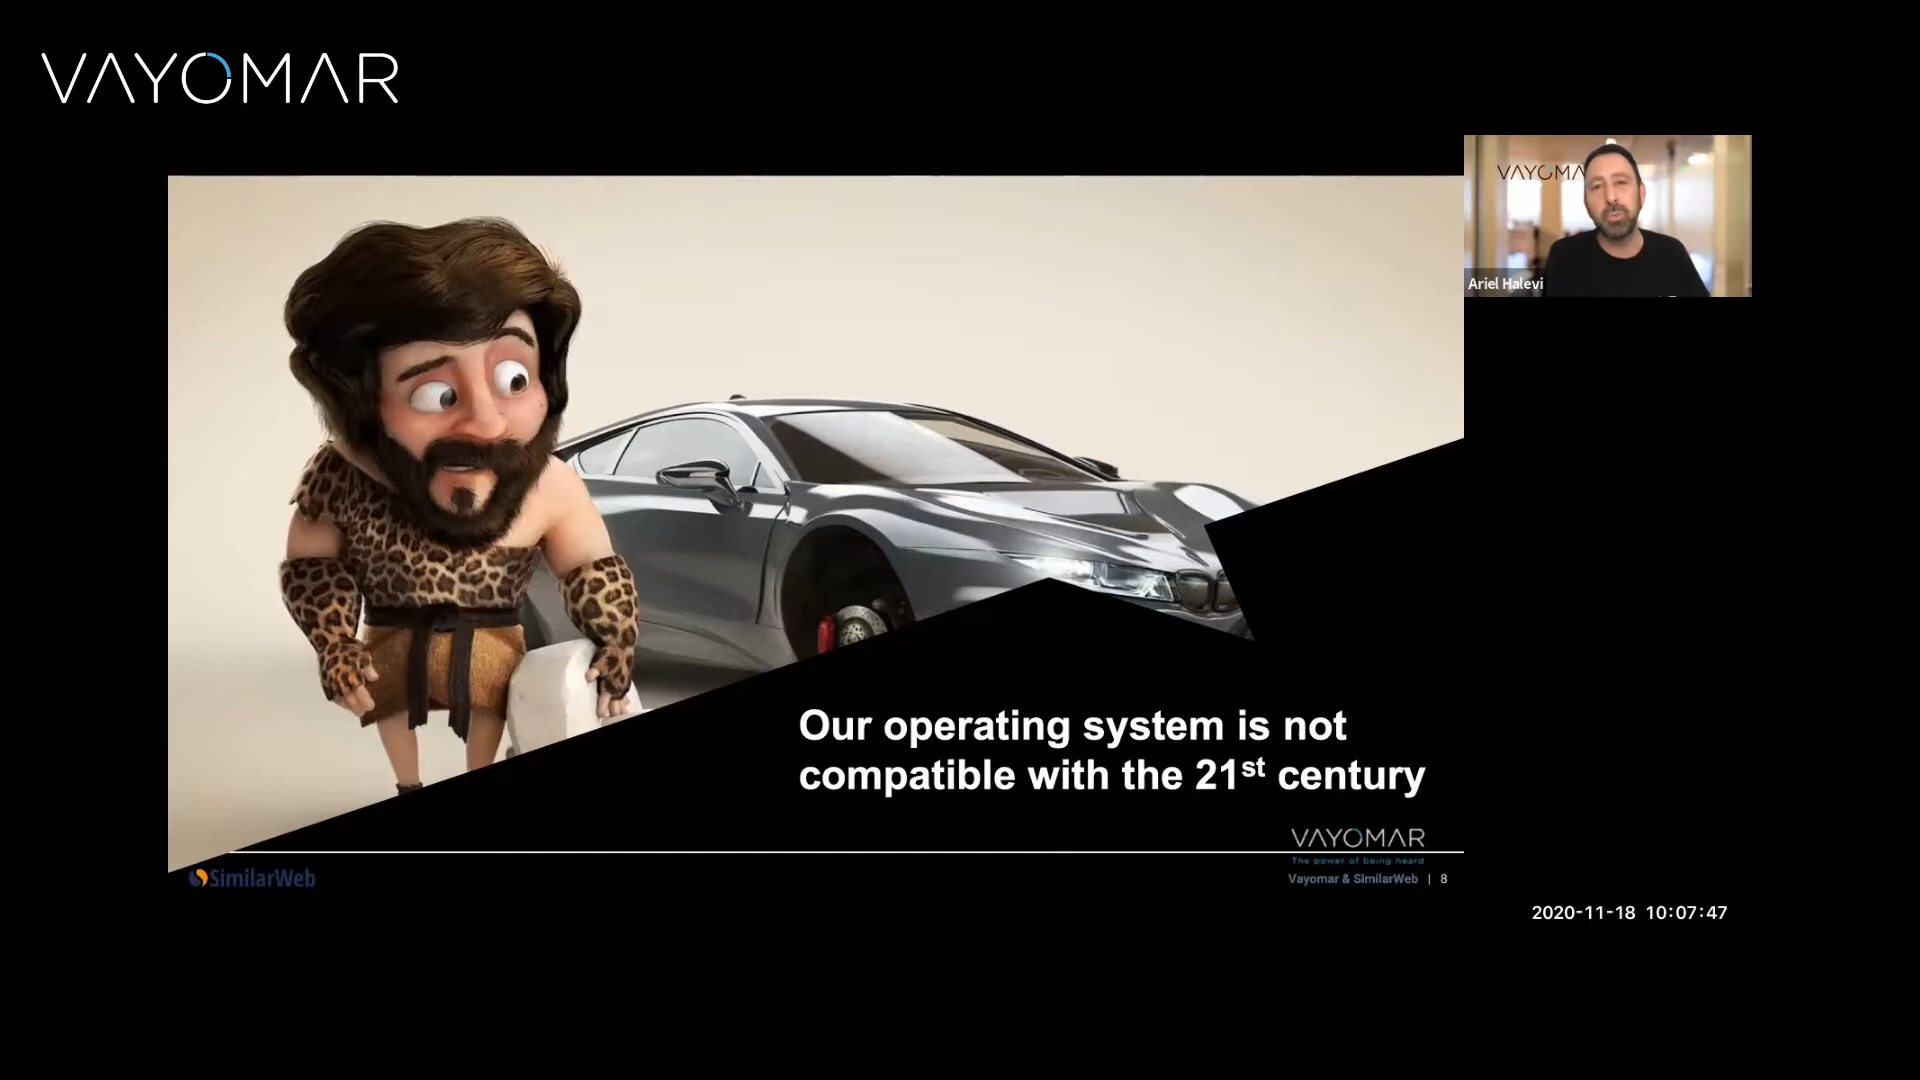 VAYOMAR
VAYOMA
Ariel Halevi
Our operating system is not
compatible with the 21st century
VAYOMAR
The power of being heard
SimilarWeb
Vayomar & SimilarWeb | 8
2020-11-18 10:07:47